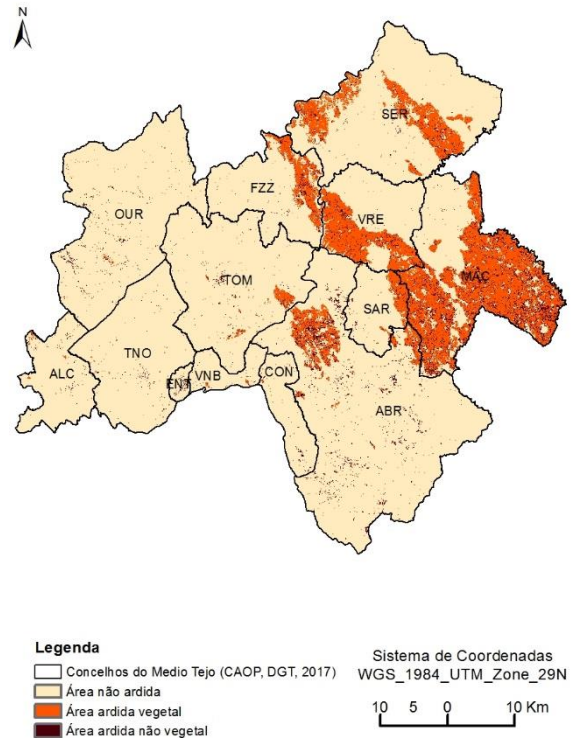 N
SER
FZZ
OUR
VRE
MAC
TOM
SAR
TNO
ALC
ENT
VNB
CON
ABR
Legenda
Concelhos do Medio Tejo (CAOP, DGT, 2017)
Área não ardida
Área ardida vegetal
Área ardida não vegetal
Sistema de Coordenadas
WGS_1984_UTM_Zone_29N
10 5 0 10 Km